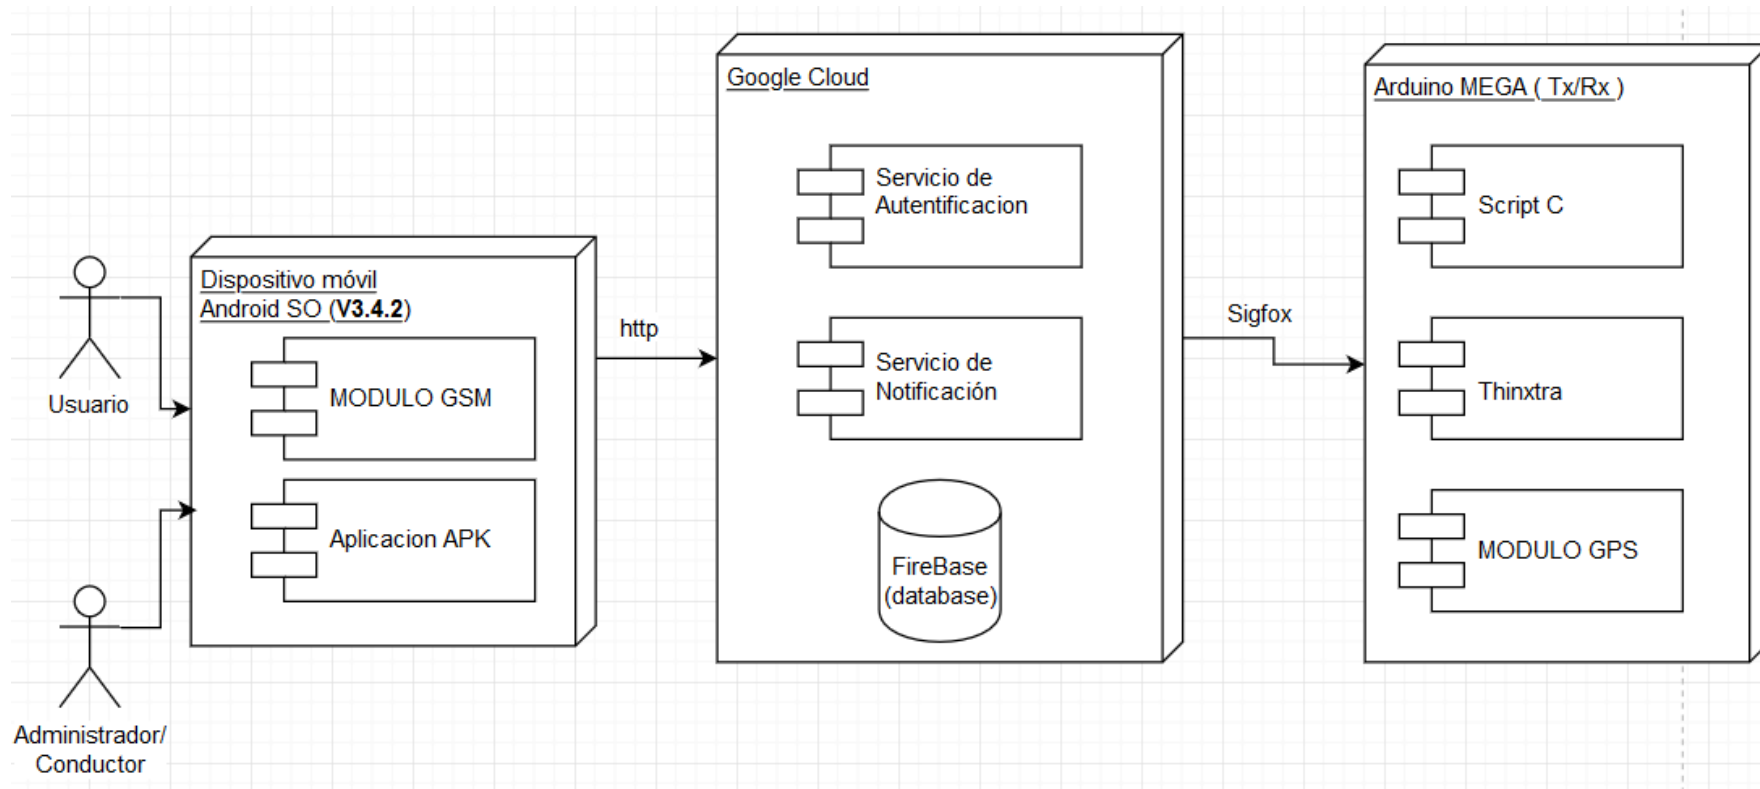 Usuario
Administrador/
Conductor
Dispositivo móvil
Android SO (V3.4.2)
MODULO GSM
Aplicacion APK
http
Google Cloud
Servicio de
Autentificacion
Servicio de
Notificación
FireBase
(database)
Sigfox
Arduino MEGA ( Tx/Rx )
Script C
Thinxtra
MODULO GPS